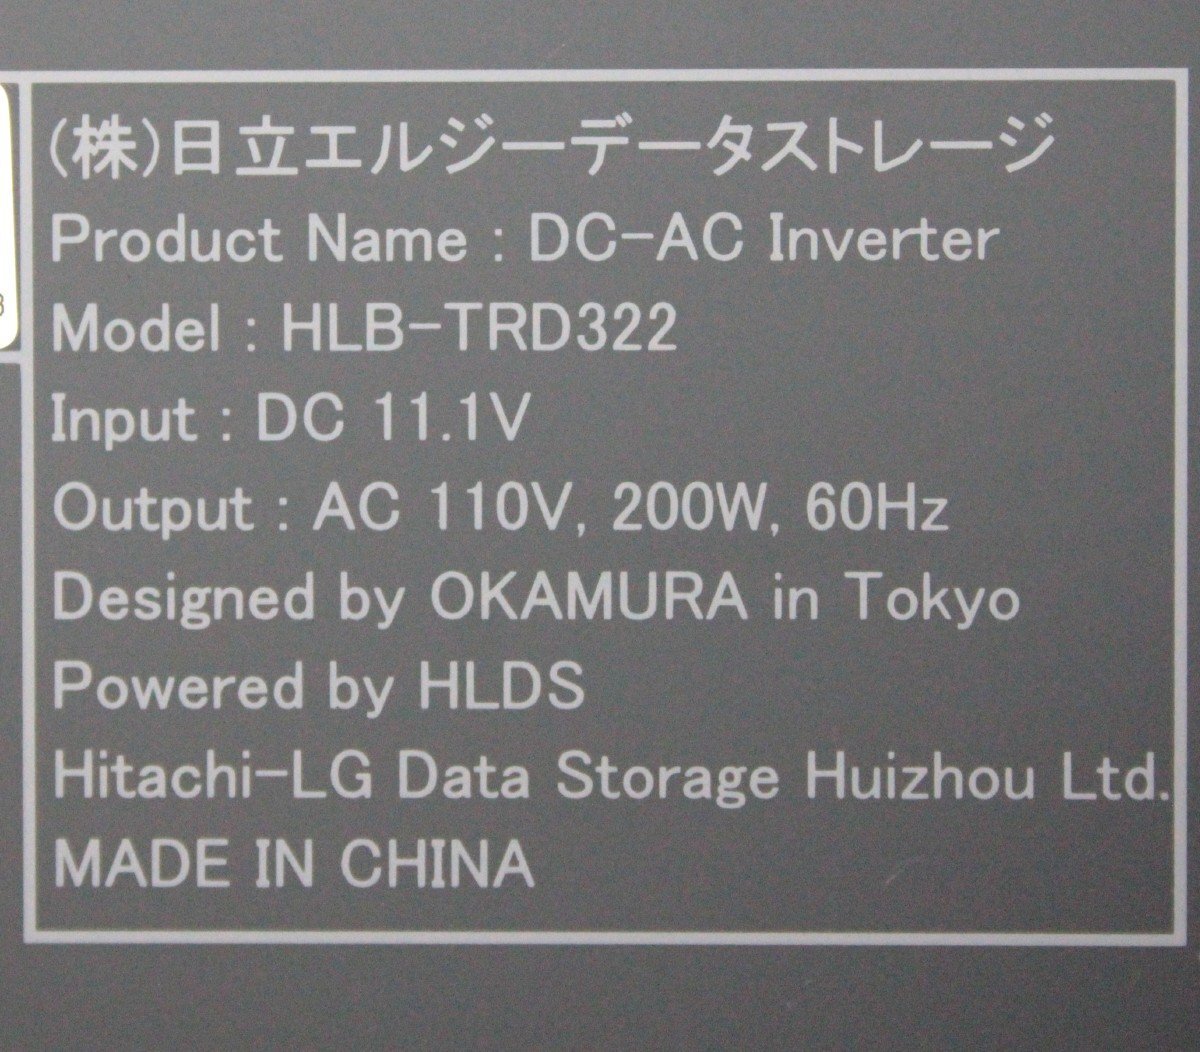 (株)日立エルジーデータストレージ
Product Name : DC-AC Inverter
Model : HLB-TRD322
Input : DC 11.1V
Output : AC 110V, 200W, 60Hz
Designed by OKAMURA in Tokyo
Powered by HLDS
Hitachi-LG Data Storage Huizhou Ltd.
MADE IN CHINA